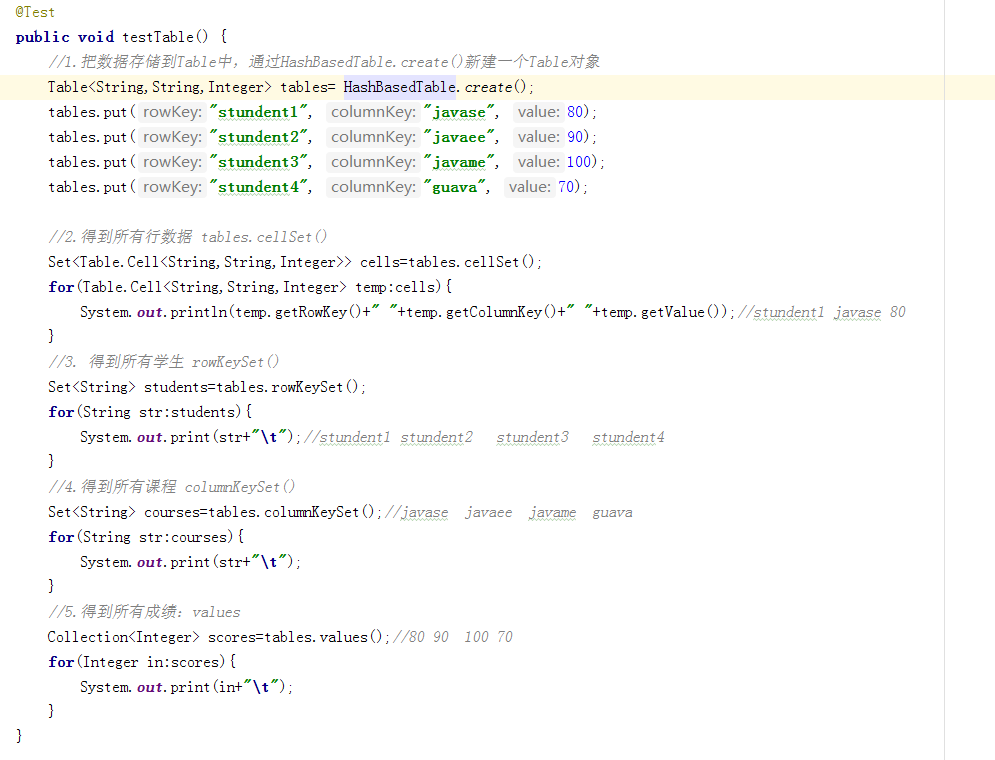 @Test
public void testTable() {
//1.把数据存储到Table中，通过HashBasedTable.create()新建一个Table对象
Table<String,String,Integer> tables= HashBasedTable.create();
tables.put( rowKey: "stundent1", columnKey: "javase", value: 80);
tables.put( rowKey: "stundent2", columnKey: "javaee", value: 90);
tables.put( rowKey: "stundent3", columnKey: "javame", value: 100);
tables.put( rowKey: "stundent4", columnKey: "guava", value: 70);
//2.得到所有行数据 tables.cellSet()
Set<Table.Cell<String,String,Integer>> cells=tables.cellSet();
for(Table.Cell<String,String,Integer> temp:cells){
System.out.println(temp.getRowKey()+" "+temp.getColumnKey()+" "+temp.getValue());//stundent1 javase 80
}
//3. 得到所有学生 rowKeySet()
Set<String> students=tables.rowKeySet();
for(String str:students){
System.out.print(str+"\t");//stundent1 stundent2 stundent3 stundent4
}
//4.得到所有课程 columnKeySet()
Set<String> courses=tables.columnKeySet();//javase javaee javame guava
for(String str:courses){
System.out.print(str+"\t");
}
//5.得到所有成绩：values
Collection<Integer> scores=tables.values();//80 90 100 70
for(Integer in:scores){
System.out.print(in+"\t");
}
}